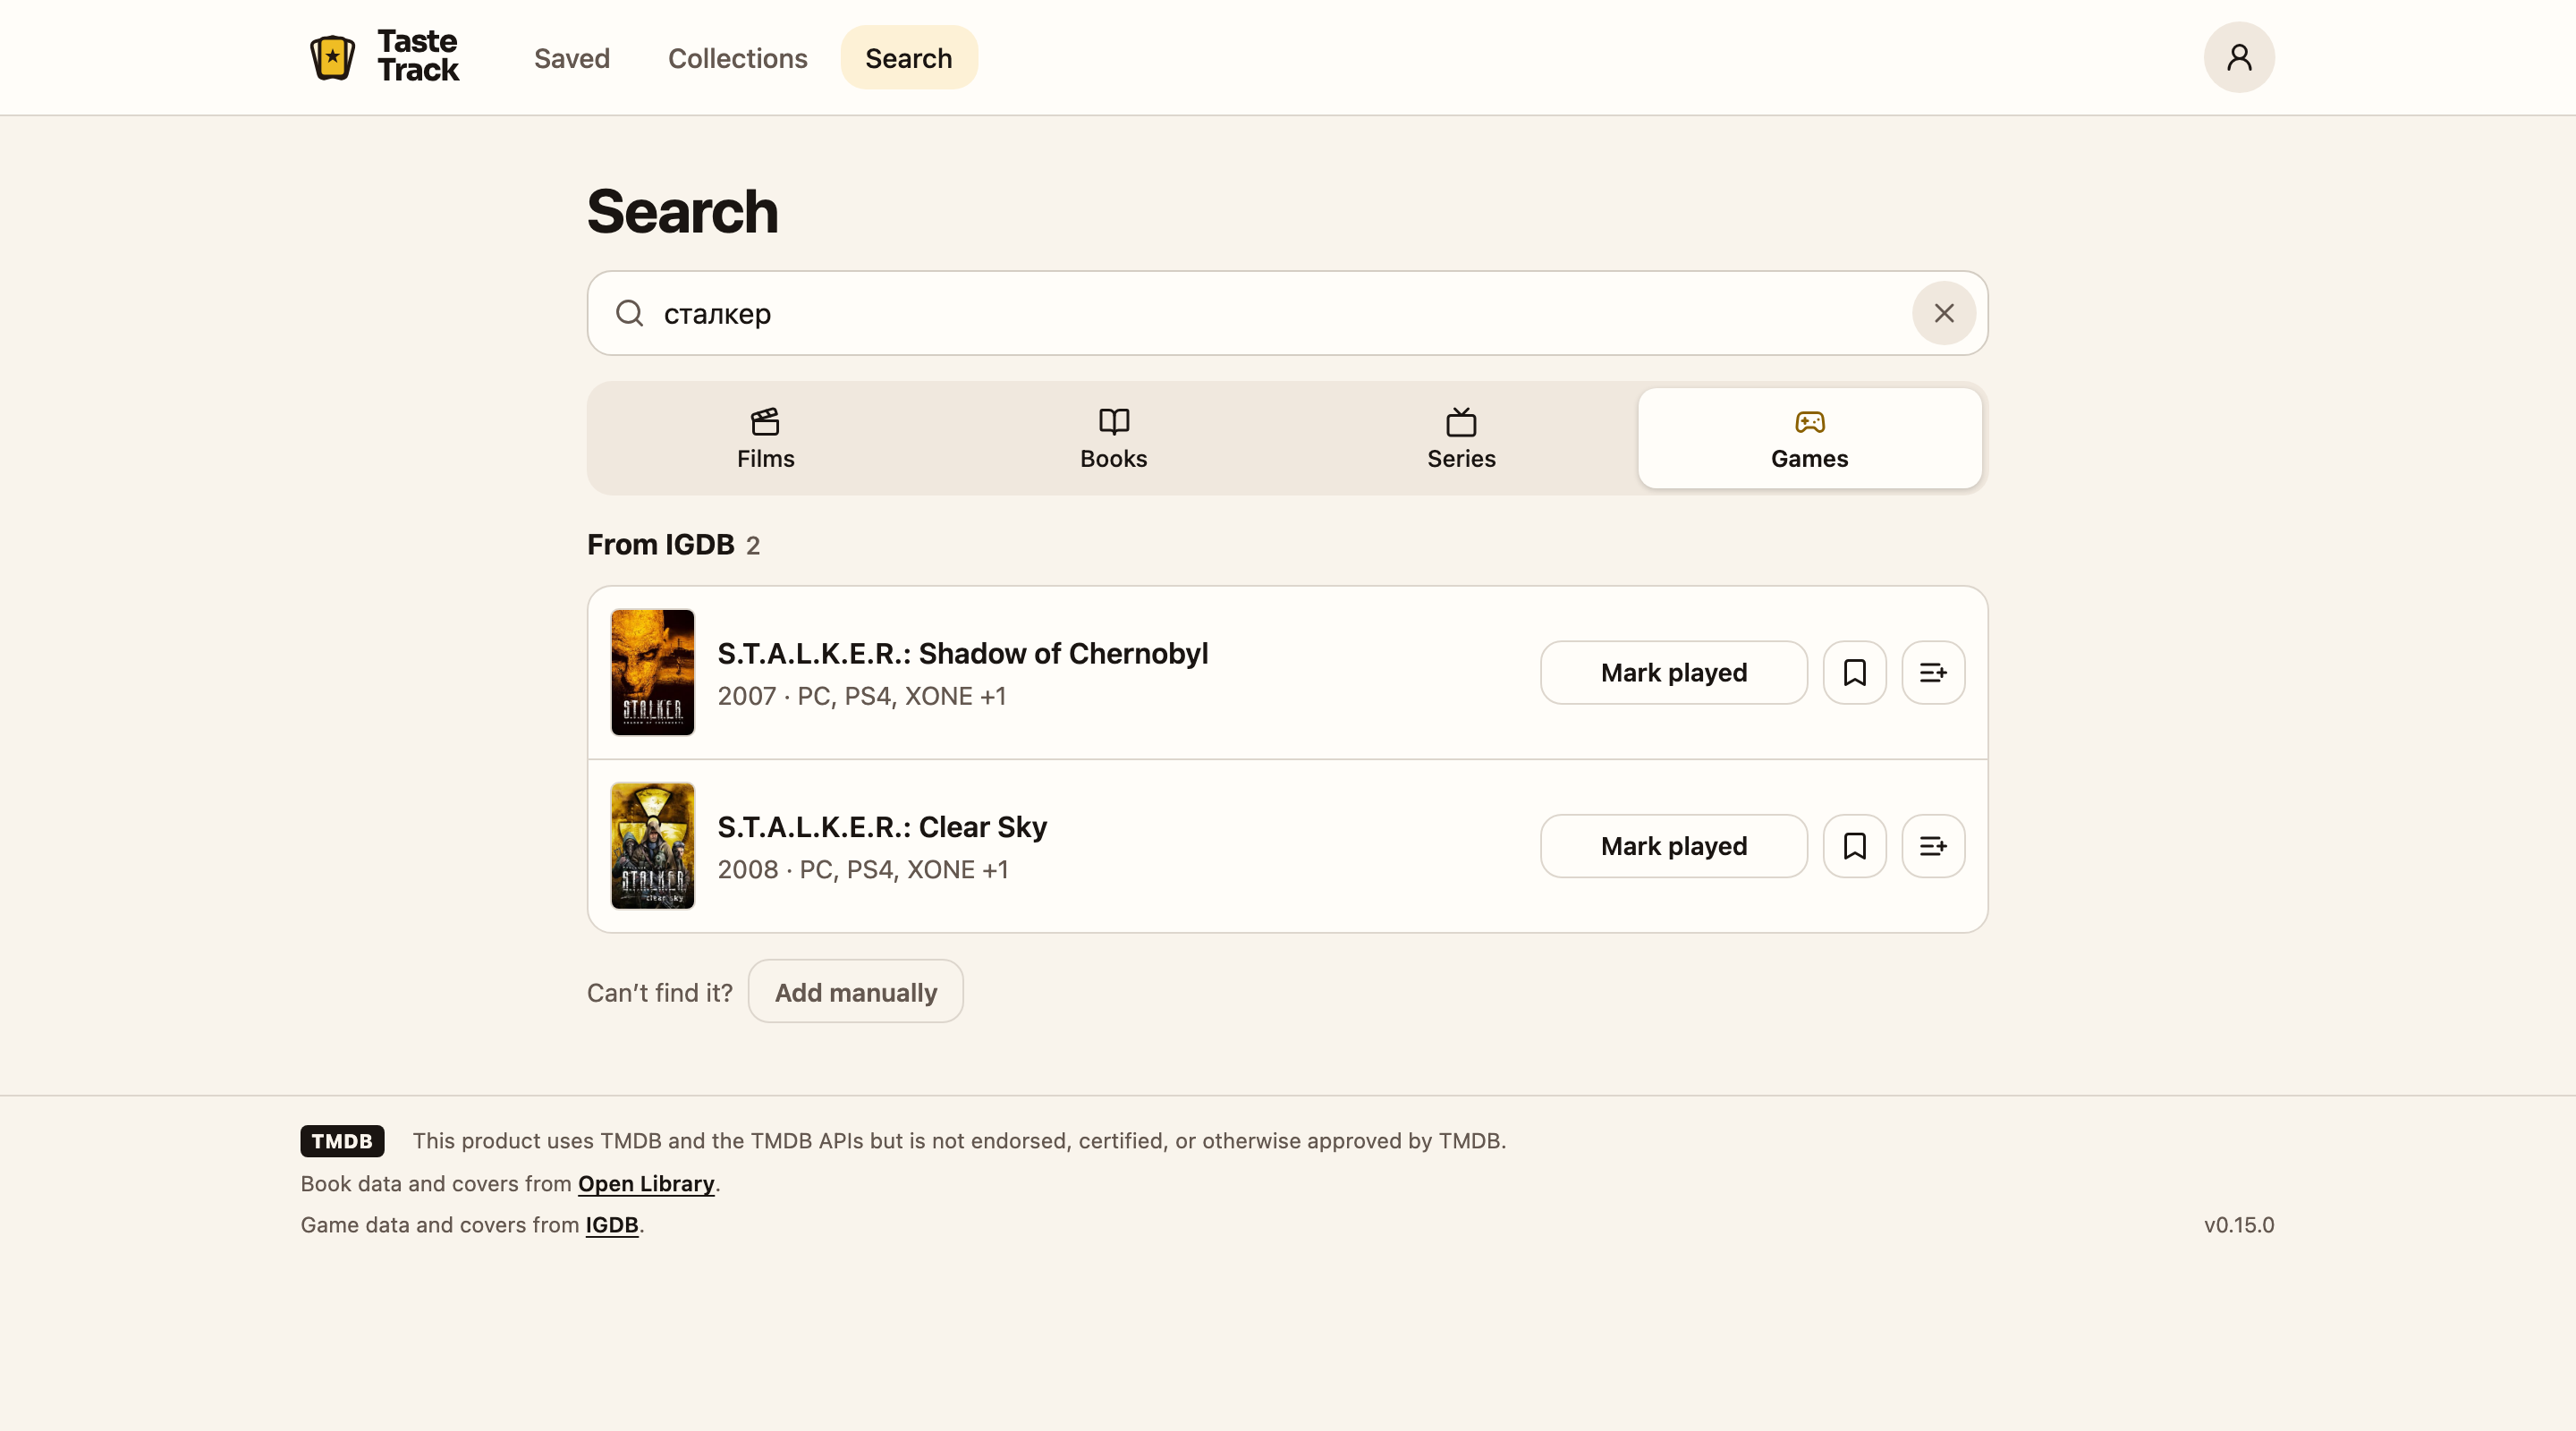 Taste
Track
Saved
Collections
Search
Search
сталкер
Films
Books
Series
Games
From IGDB 2
S.T.A.L.K.E.R.
S.T.A.L.K.E.R.: Shadow of Chernobyl
2007 · PC, PS4, XONE +1
Mark played
S.T.A.L.K.E.R.
clear sky
S.T.A.L.K.E.R.: Clear Sky
2008 · PC, PS4, XONE +1
Mark played
Can’t find it?
Add manually
TMDB
This product uses TMDB and the TMDB APIs but is not endorsed, certified, or otherwise approved by TMDB.
Book data and covers from Open Library.
Game data and covers from IGDB.
v0.15.0